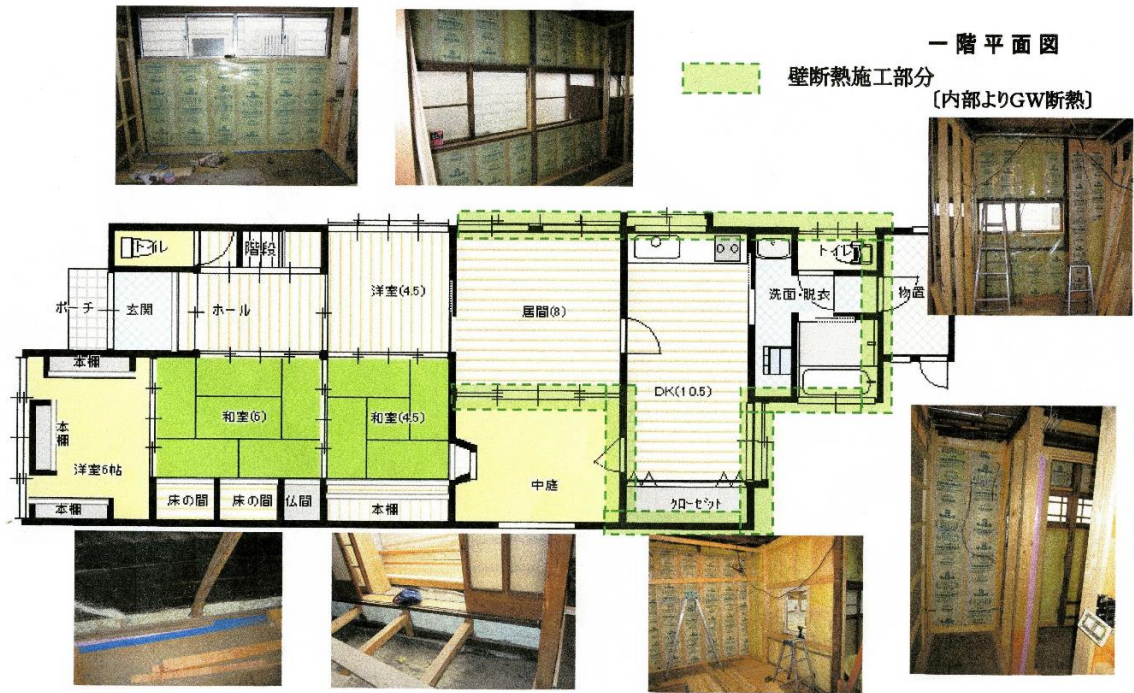 一階平面図
壁断熱施工部分
〔内部よりGW断熱〕
トイレ
階段
ポーチ
玄関
ホール
洋室(4.5)
居間(8)
DK(10.5)
洗面・脱衣
トイレ
物置
本棚
本棚
洋室6帖
本棚
和室(6)
和室(4.5)
床の間
床の間
仏間
本棚
中庭
クローゼット